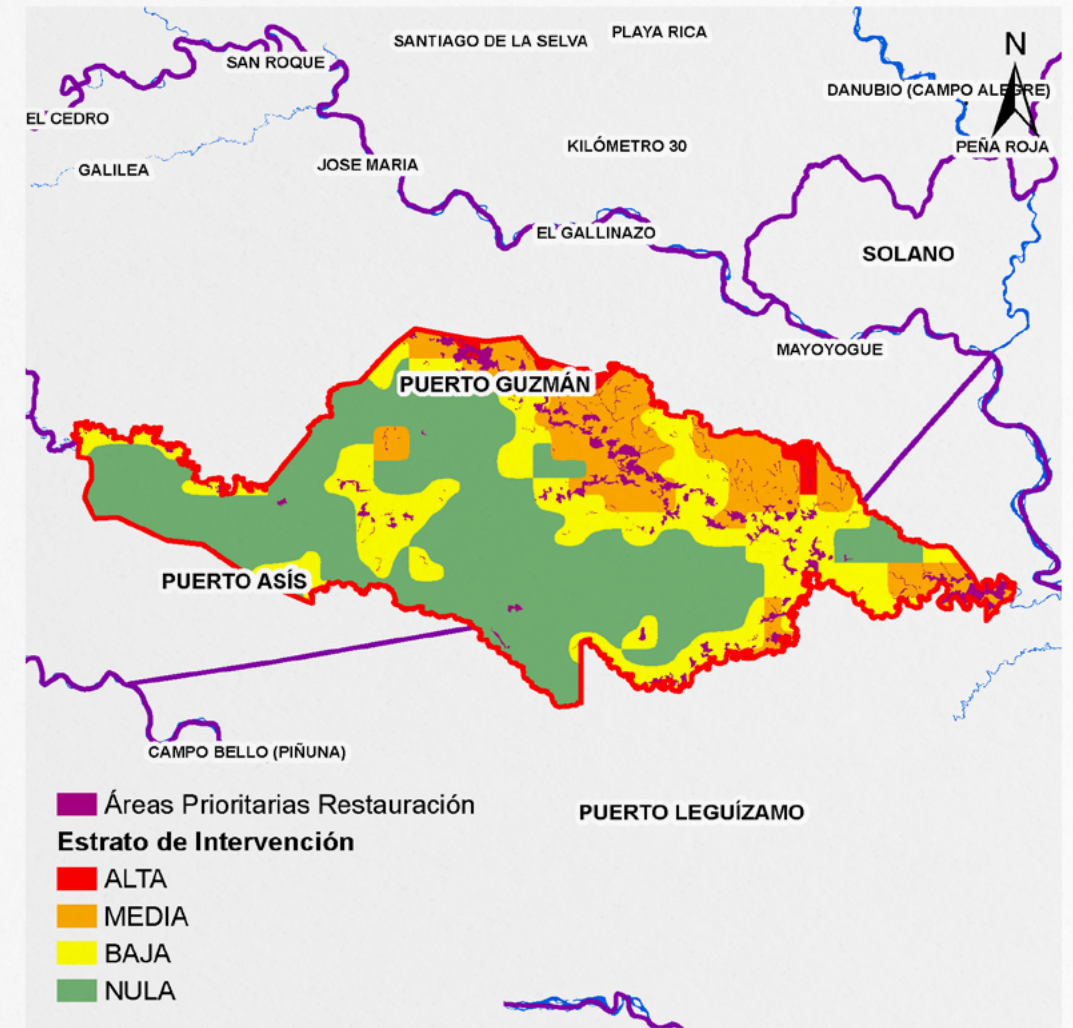 SANTIAGO DE LA SELVA
PLAYA RICA
N
SAN ROQUE
DANUBIO (CAMPO ALEGRE)
EL CEDRO
KILÓMETRO 30
PEÑA ROJA
GALILEA
JOSE MARIA
EL GALLINAZO
SOLANO
MAYOYOGUE
PUERTO GUZMÁN
PUERTO ASÍS
CAMPO BELLO (PIÑUNA)
PUERTO LEGUÍZAMO
Áreas Prioritarias Restauración
Estrato de Intervención
ALTA
MEDIA
BAJA
NULA